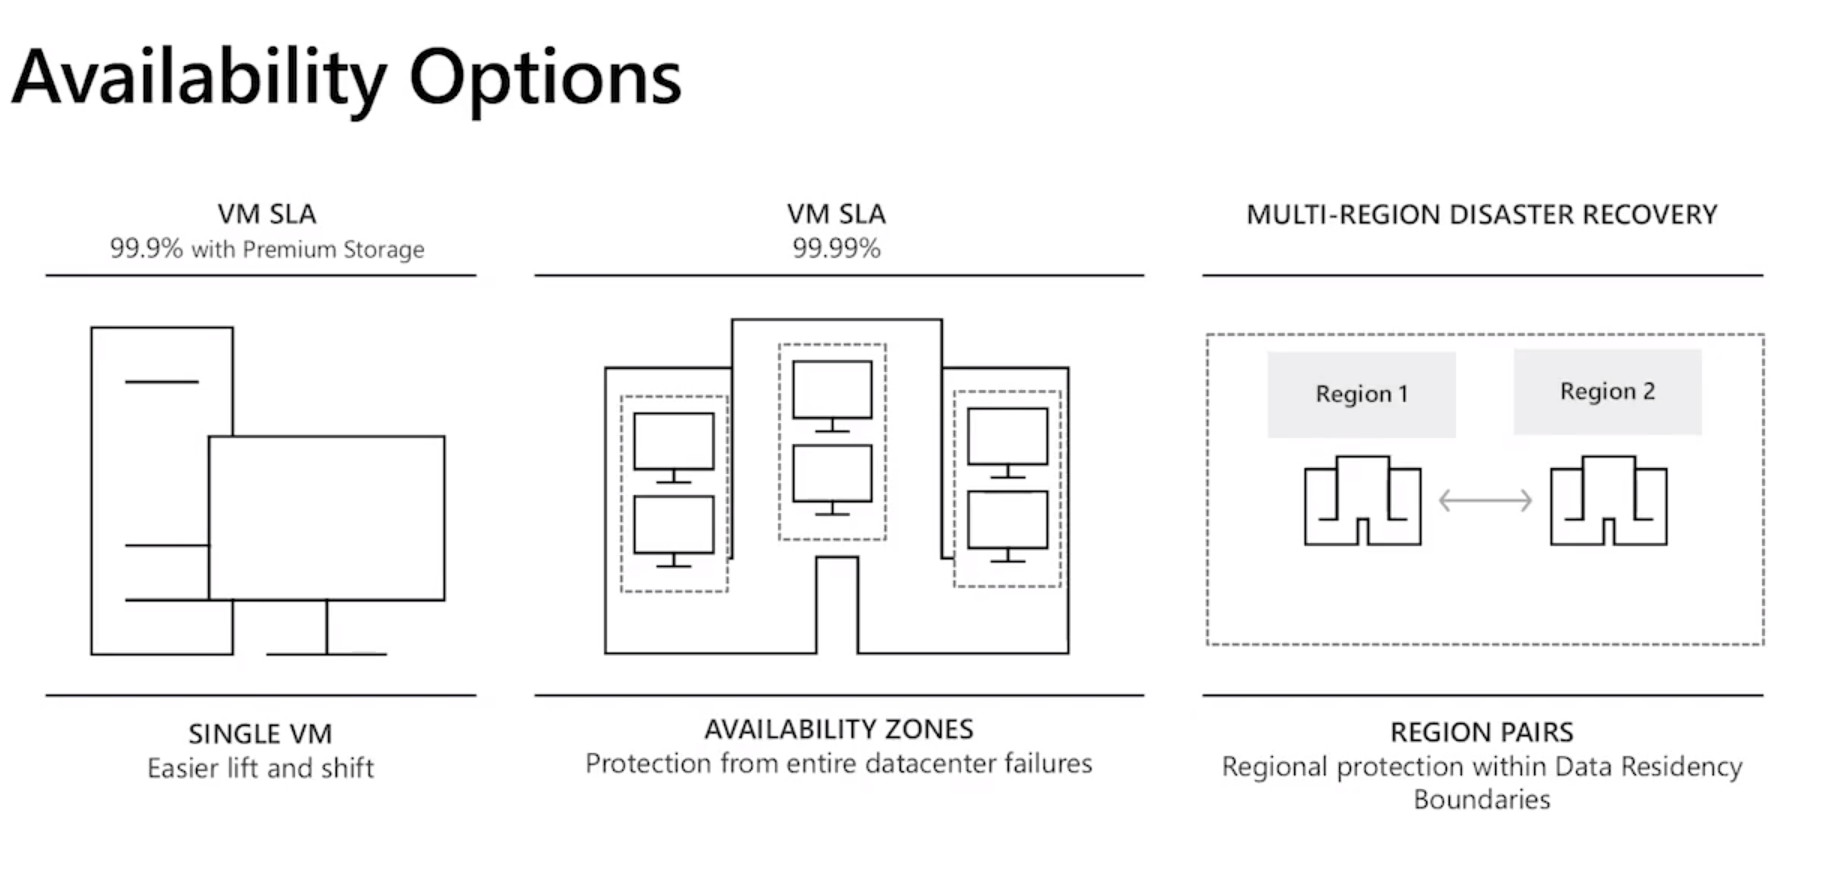 Availability Options
VM SLA
99.9% with Premium Storage
SINGLE VM
Easier lift and shift
VM SLA
99.99%
AVAILABILITY ZONES
Protection from entire datacenter failures
MULTI-REGION DISASTER RECOVERY
Region 1
Region 2
REGION PAIRS
Regional protection within Data Residency
Boundaries